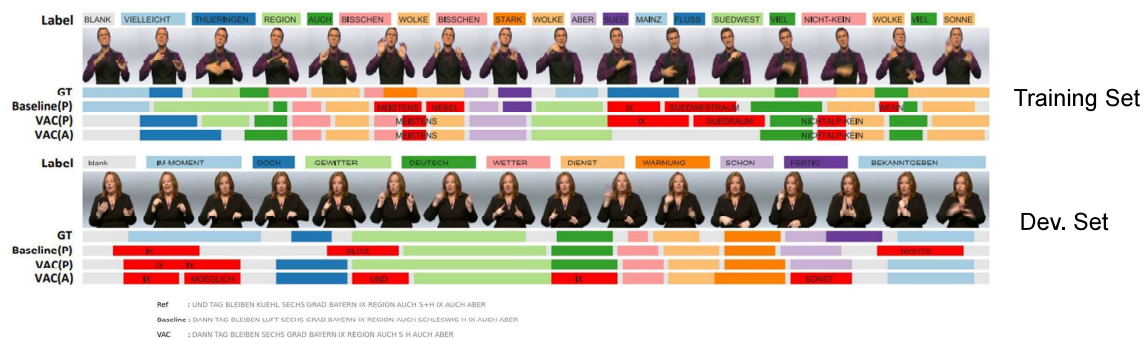 Label BLANK VIELLEICHT THUERINGEN REGION AUCH BISSCHEN WOLKE BISSCHEN STARK WOLKE ABER SUED MAINZ FLUSS SUEDWEST VIEL NICHT-KEIN WOLKE VIEL SONNE
GT
Baseline(P) MEISTENS NEBEL IX SUEDWESTRAUM WENN
VAC(P) MEISTENS IX SUEDRAUM NICHTALP-KEIN
VAC(A) MEISTENS NICHTALP-KEIN
Training Set
Label blank IM-MOMENT DOCH GEWITTER DEUTSCH WETTER DIENST WARNUNG SCHON FERTIG BEKANNTGEBEN
GT
Baseline(P) IX BLITZ NICHTS
VAC(P) IX IX
VAC(A) IX MOEGLICH UND IX SONST
Dev. Set
Ref : UND TAG BLEIBEN KUEHL SECHS GRAD BAYERN IX REGION AUCH S+H IX AUCH ABER
Baseline : DANN TAG BLEIBEN LUFT SECHS GRAD BAYERN IX REGION AUCH SCHLESWIG H IX AUCH ABER
VAC : DANN TAG BLEIBEN SECHS GRAD BAYERN IX REGION AUCH S H AUCH ABER